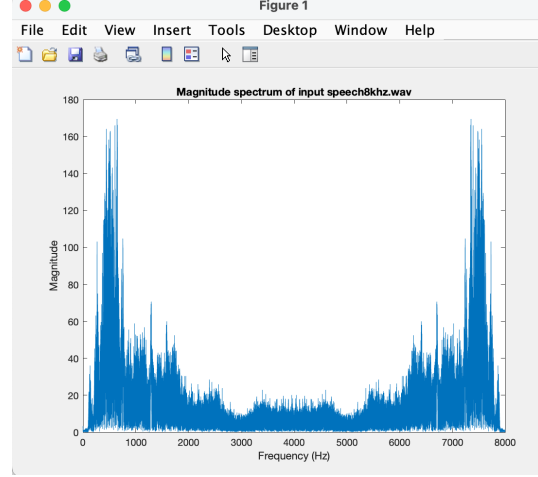 Figure 1
File Edit View Insert Tools Desktop Window Help
Magnitude spectrum of input speech8khz.wav
180
160
140
120
100
80
60
40
20
0
Magnitude
0 1000 2000 3000 4000 5000 6000 7000 8000
Frequency (Hz)